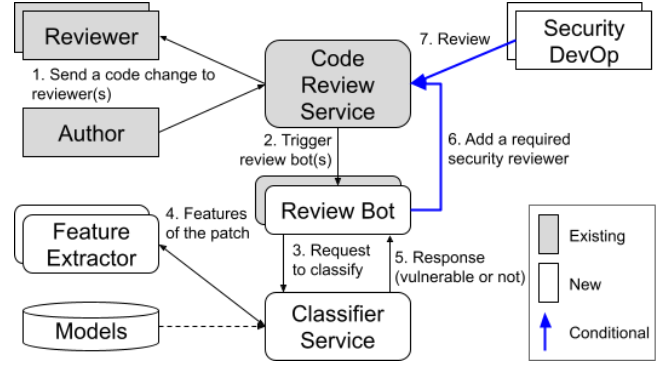 Reviewer
1. Send a code change to
reviewer(s)
Author
Code
Review
Service
7. Review
Security
DevOp
2. Trigger
review bot(s)
6. Add a required
security reviewer
Review Bot
4. Features
of the patch
Feature
Extractor
3. Request
to classify
5. Response
(vulnerable or not)
Classifier
Service
Models
Existing
New
Conditional